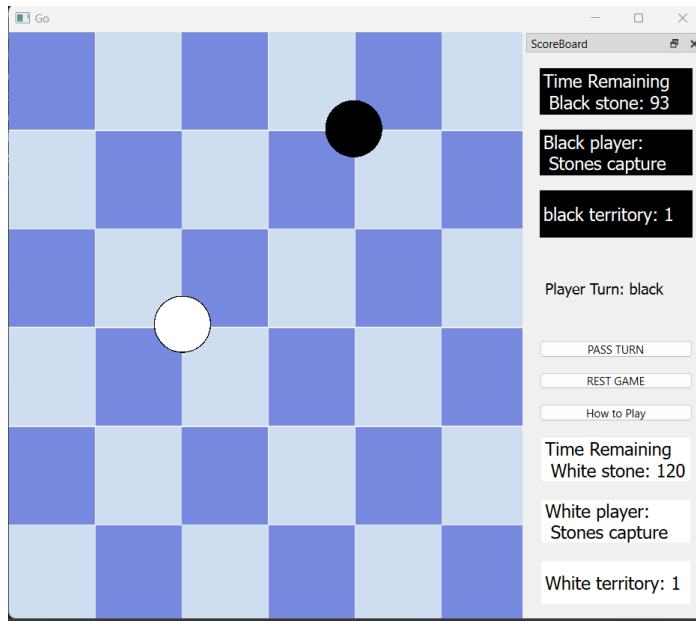 Go
ScoreBoard
Time Remaining
Black stone: 93
Black player:
Stones capture
black territory: 1
Player Turn: black
PASS TURN
REST GAME
How to Play
Time Remaining
White stone: 120
White player:
Stones capture
White territory: 1